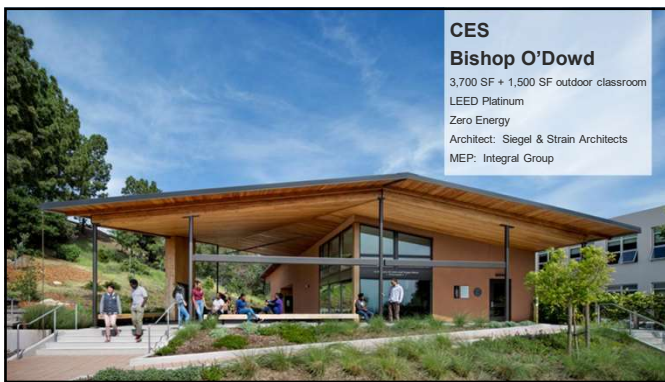 CES
Bishop O’Dowd
3,700 SF + 1,500 SF outdoor classroom
LEED Platinum
Zero Energy
Architect:  Siegel & Strain Architects
MEP:  Integral Group
CES